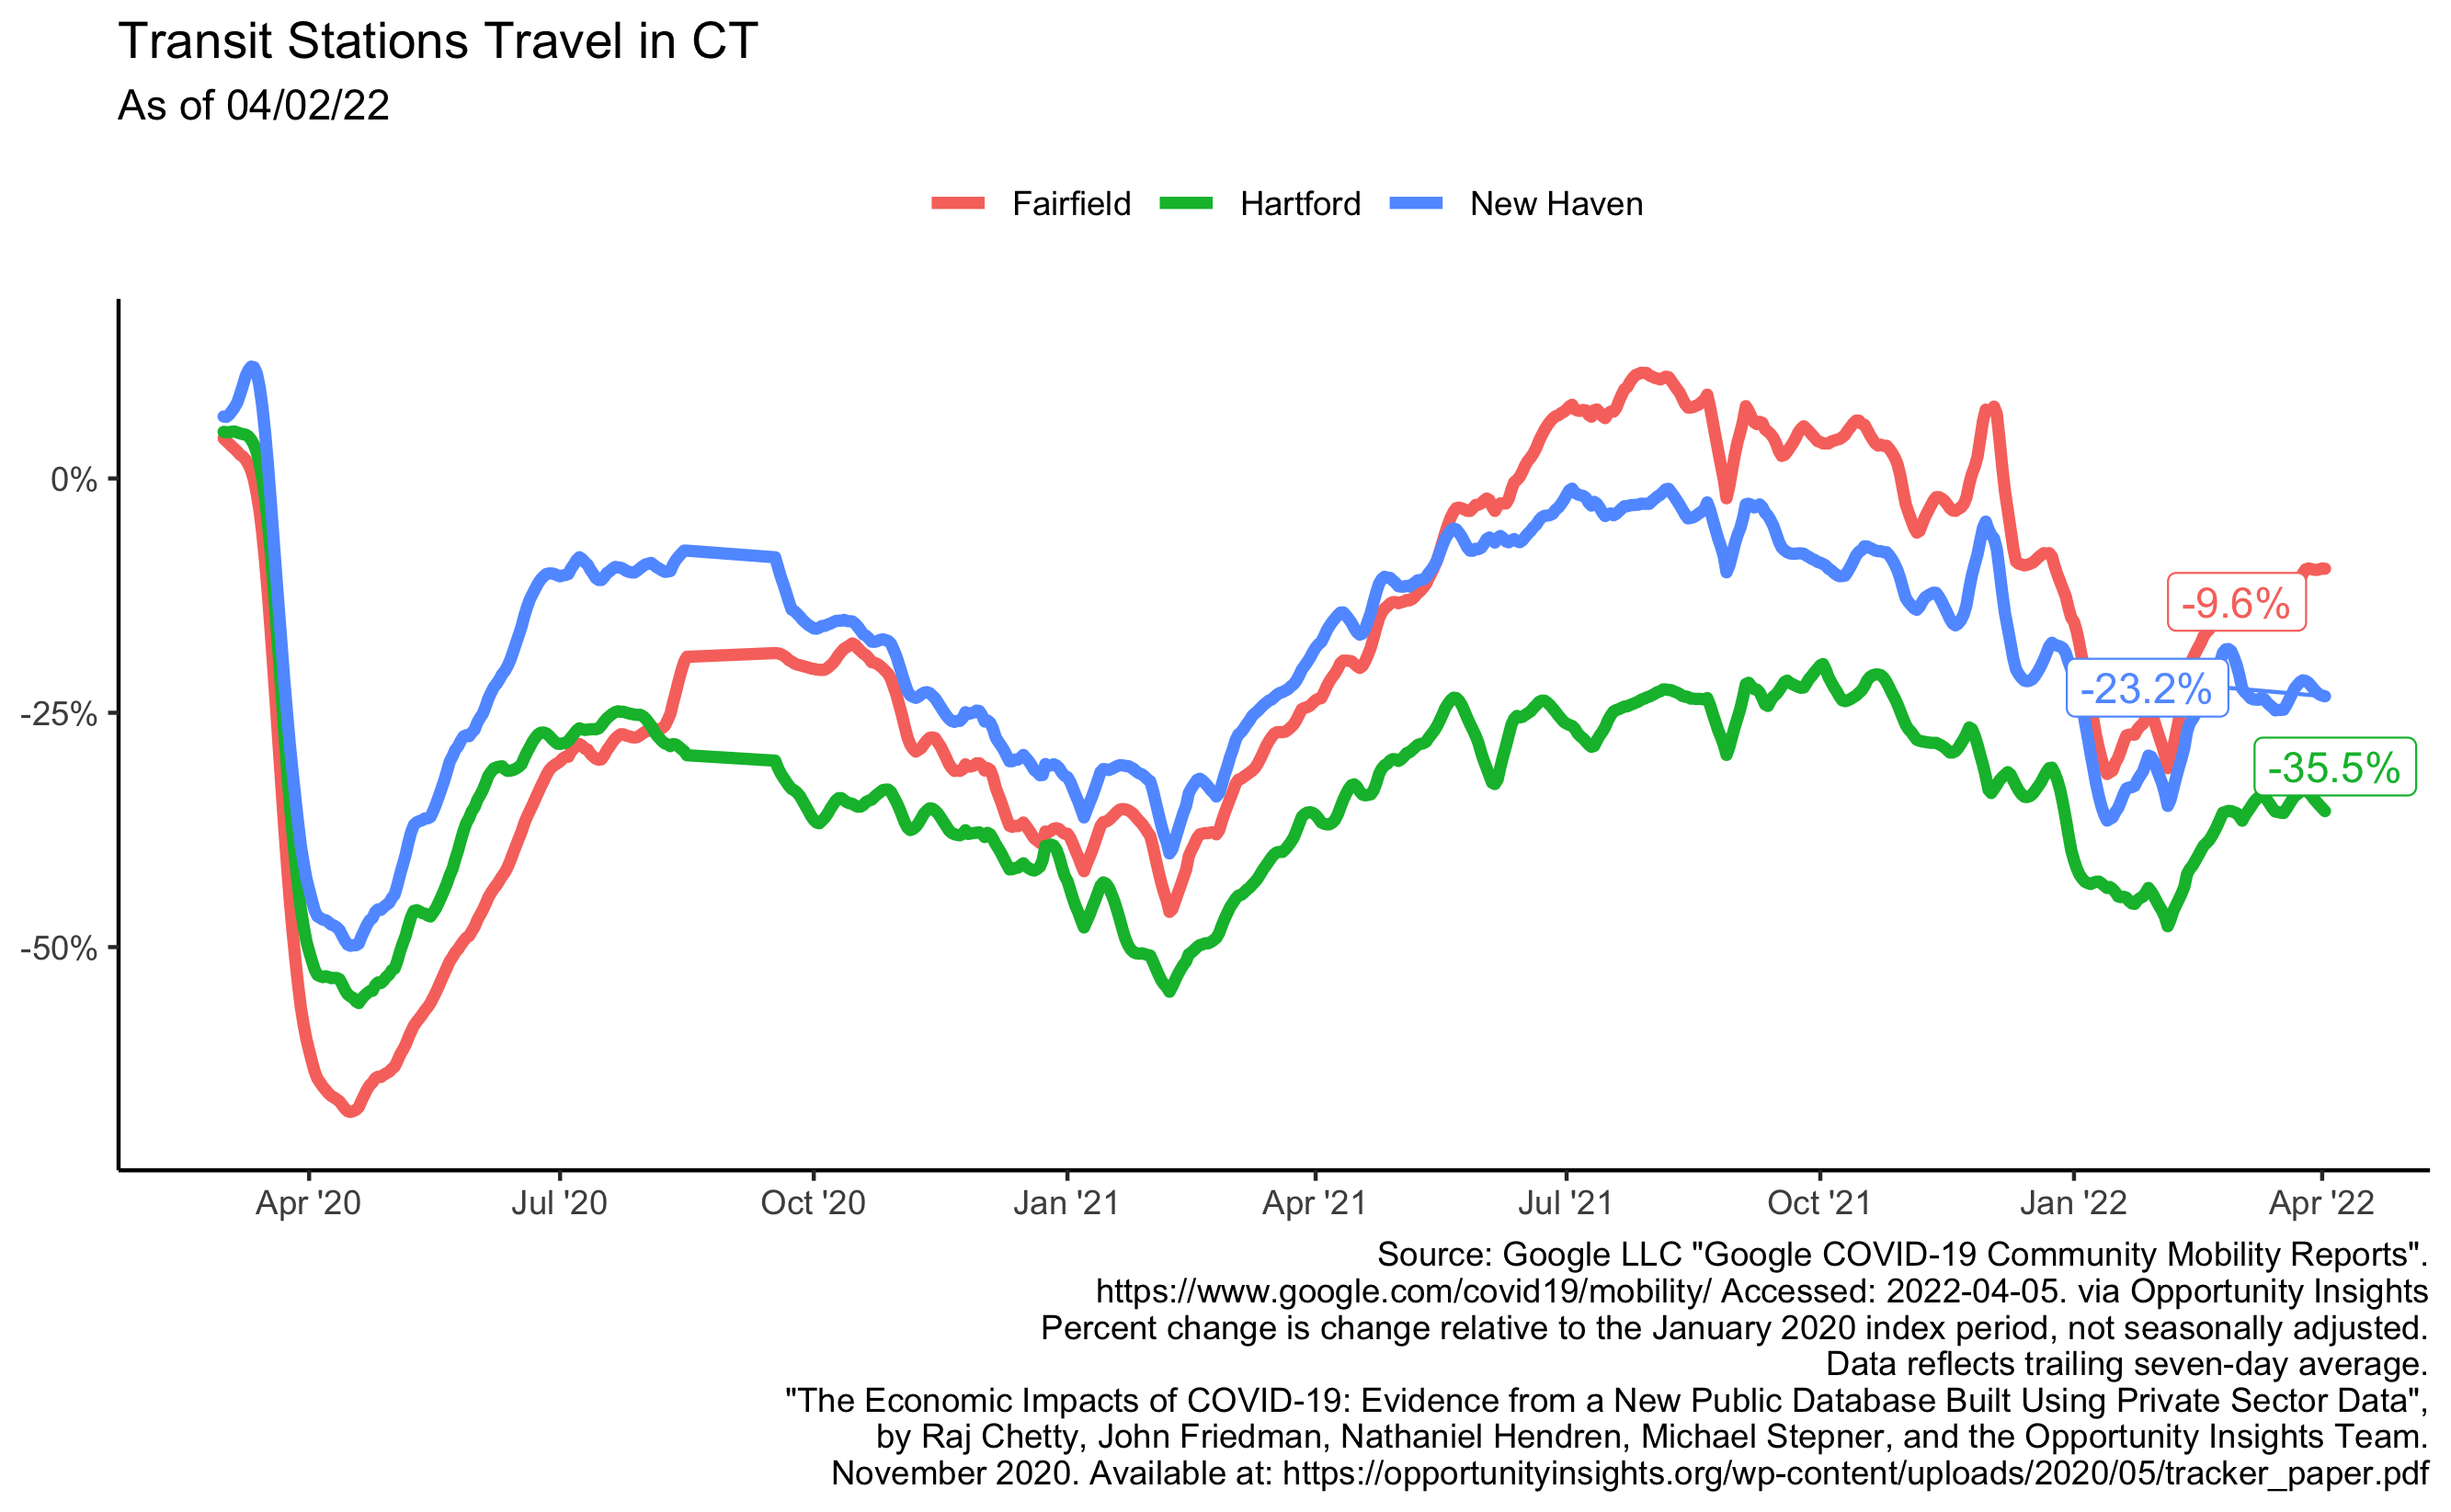 Transit Stations Travel in CT
As of 04/02/22
Fairfield Hartford New Haven
0%
-25%
-50%
-9.6%
-23.2%
-35.5%
Apr '20 Jul '20 Oct '20 Jan '21 Apr '21 Jul '21 Oct '21 Jan '22 Apr '22
Source: Google LLC "Google COVID-19 Community Mobility Reports".
https://www.google.com/covid19/mobility/ Accessed: 2022-04-05. via Opportunity Insights
Percent change is change relative to the January 2020 index period, not seasonally adjusted.
Data reflects trailing seven-day average.
"The Economic Impacts of COVID-19: Evidence from a New Public Database Built Using Private Sector Data",
by Raj Chetty, John Friedman, Nathaniel Hendren, Michael Stepner, and the Opportunity Insights Team.
November 2020. Available at: https://opportunityinsights.org/wp-content/uploads/2020/05/tracker_paper.pdf